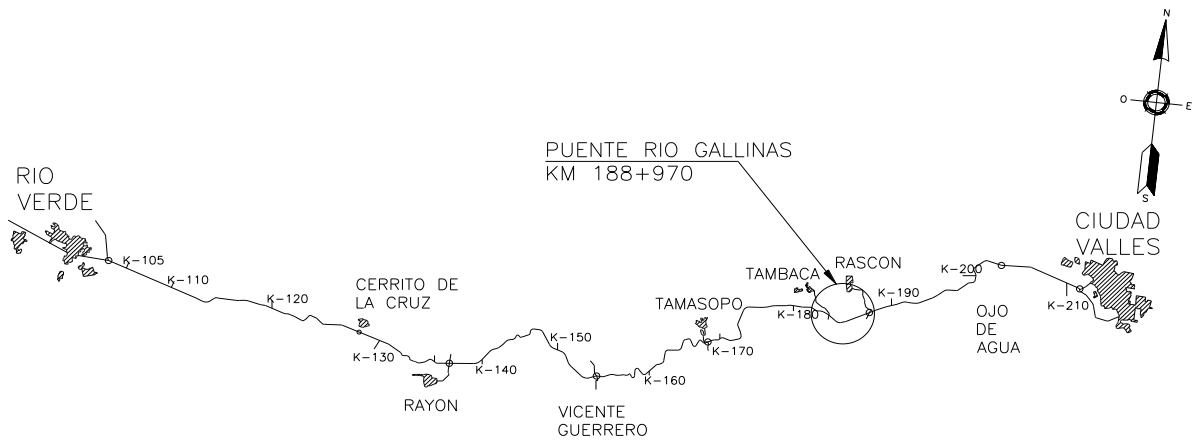 N
O
E
S
PUENTE RIO GALLINAS
KM 188+970
RIO
VERDE
CIUDAD
VALLES
K-105
K-110
K-120
CERRITO DE
LA CRUZ
K-130
RAYON
K-140
K-150
VICENTE
GUERRERO
K-160
TAMASOPO
K-170
TAMBACA
RASCON
K-180
K-190
K-200
OJO
DE
AGUA
K-210